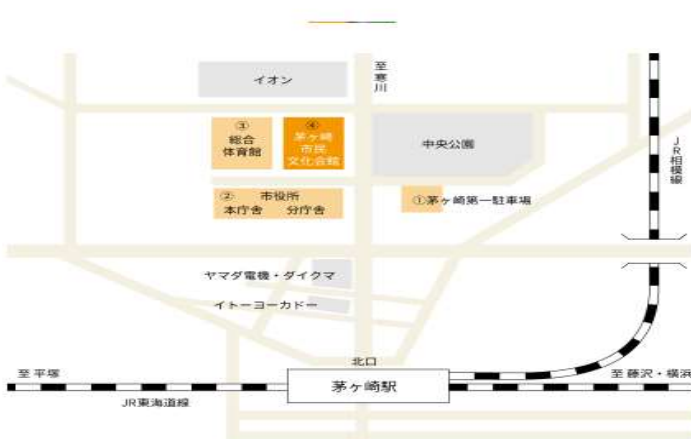 至
寒
川
イオン
③
総合
体育館
④
茅ヶ崎
市民
文化会館
中央公園
JR相模線
② 市役所
本庁舎 分庁舎
①茅ヶ崎第一駐車場
ヤマダ電機・ダイクマ
イトーヨーカドー
北口
茅ヶ崎駅
至平塚
至藤沢・横浜
JR東海道線